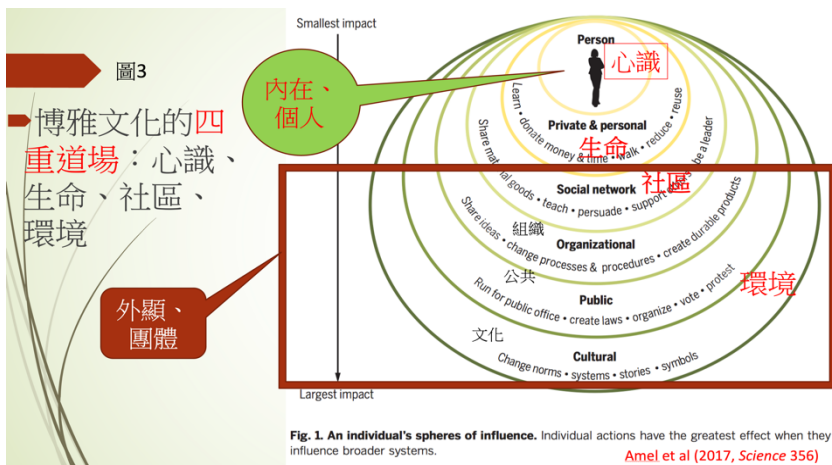 圖3
博雅文化的四
重道場：心識、
生命、社區、
環境
內在、
個人
外顯、
團體
Smallest impact
Largest impact
Person
心識
Learn • donate money & time • walk • reduce • reuse
Private & personal
生命
Share material goods • teach • persuade • support others • be a leader
Social network
社區
Share ideas • change processes & procedures • create durable products
組織
Organizational
公共
Run for public office • create laws • organize • vote • protest
環境
Public
文化
Cultural
Change norms • systems • stories • symbols
Fig. 1. An individual's spheres of influence. Individual actions have the greatest effect when they
influence broader systems.
Amel et al (2017, Science 356)